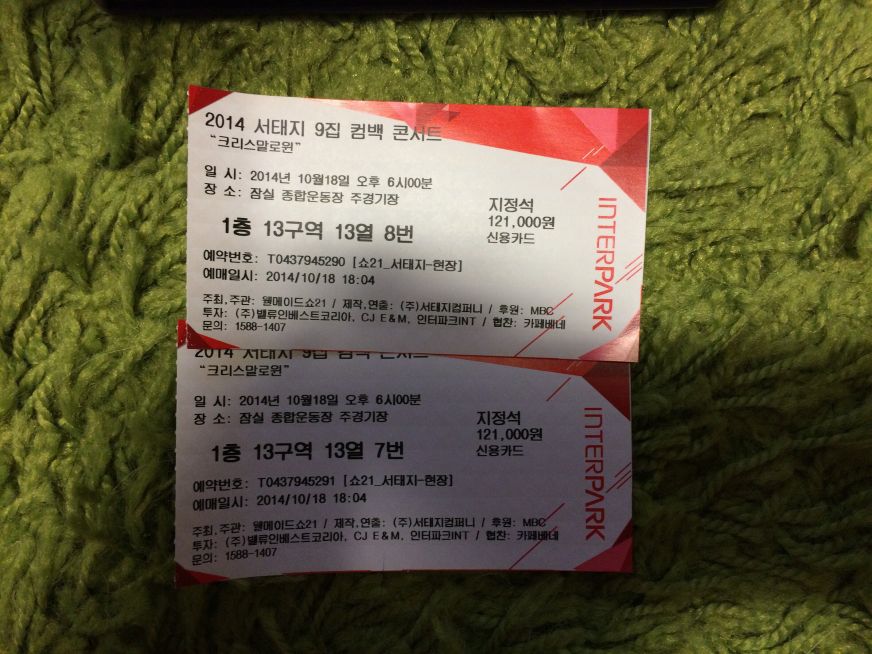 2014 서태지 9집 컴백 콘서트
"크리스말로윈"
일 시: 2014년 10월18일 오후 6시00분
장 소: 잠실 종합운동장 주경기장
지정석
121,000원
신용카드
1층 13구역 13열 8번
예약번호: T0437945290 [쇼21_서태지-현장]
예매일시: 2014/10/18 18:04
주최,주관: 웰메이드쇼21 / 제작,연출: (주)서태지컴퍼니 / 후원: MBC
투자: (주)밸류인베스트코리아, CJ E&M, 인터파크INT / 협찬: 카페베네
문의: 1588-1407
INTERPARK
2014 서태지 9집 컴백 콘서트
"크리스말로윈"
일 시: 2014년 10월18일 오후 6시00분
장 소: 잠실 종합운동장 주경기장
지정석
121,000원
신용카드
1층 13구역 13열 7번
예약번호: T0437945291 [쇼21_서태지-현장]
예매일시: 2014/10/18 18:04
주최,주관: 웰메이드쇼21 / 제작,연출: (주)서태지컴퍼니 / 후원: MBC
투자: (주)밸류인베스트코리아, CJ E&M, 인터파크INT / 협찬: 카페베네
문의: 1588-1407
INTERPARK